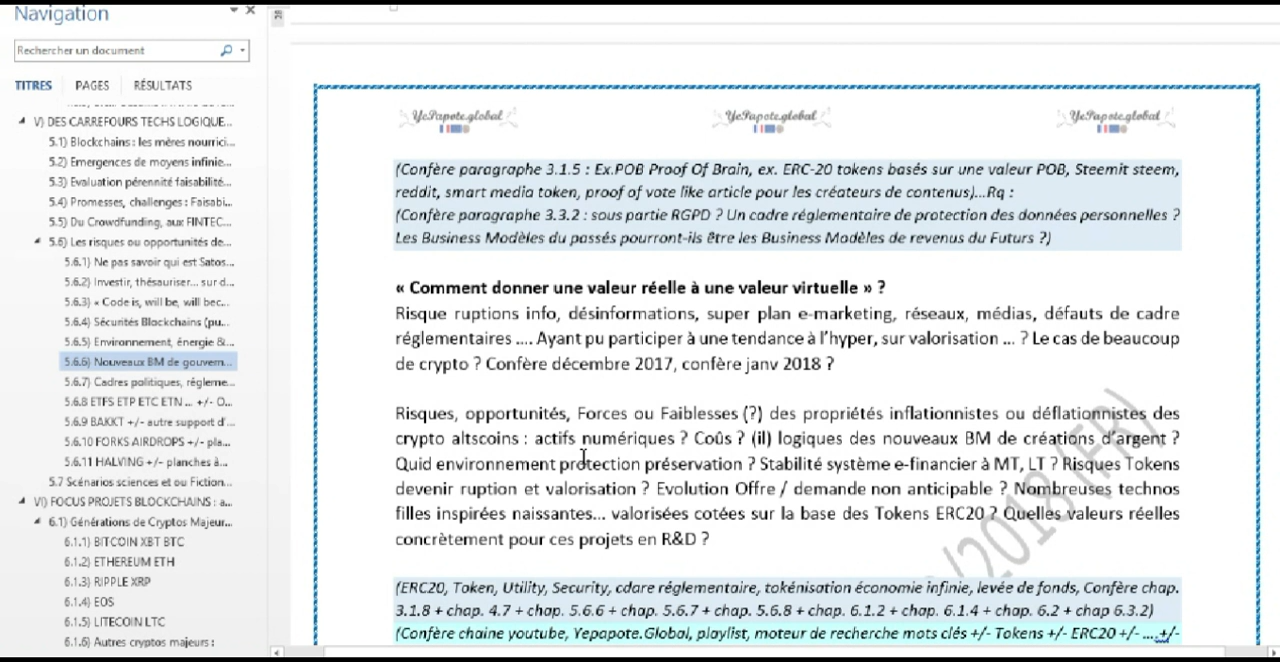 Navigation
Rechercher un document
TITRES PAGES RÉSULTATS
V) DES CARREFOURS TECHS LOGIQUE...
5.1) Blockchains : les mères nourrici...
5.2) Emergences de moyens infinie...
5.3) Evaluation pérennité faisabilité...
5.4) Promesses, challenges : Faisabi...
5.5) Du Crowdfunding, aux FINTEC...
5.6) Les risques ou opportunités de...
5.6.1) Ne pas savoir qui est Satos...
5.6.2) Investir, thésauriser... sur d...
5.6.3) « Code is, will be, will bec...
5.6.4) Sécurités Blockchains (pu...
5.6.5) Environnement, énergie &...
5.6.6) Nouveaux BM de gouvern...
5.6.7) Cadres politiques, régleme...
5.6.8 ETFS ETP ETC ETN ... +/- O...
5.6.9 BAKKT +/- autre support d'...
5.6.10 FORKS AIRDROPS +/- pla...
5.6.11 HALVING +/- planches à...
5.7 Scénarios sciences et ou Fiction...
VI) FOCUS PROJETS BLOCKCHAINS : a...
6.1) Générations de Cryptos Majeur...
6.1.1) BITCOIN XBT BTC
6.1.2) ETHEREUM ETH
6.1.3) RIPPLE XRP
6.1.4) EOS
6.1.5) LITECOIN LTC
6.1.6) Autres cryptos majeurs :
YePapote.global YePapote.global YePapote.global
(Confère paragraphe 3.1.5 : Ex.POB Proof Of Brain, ex. ERC-20 tokens basés sur une valeur POB, Steemit steem,
reddit, smart media token, proof of vote like article pour les créateurs de contenus)...Rq :
(Confère paragraphe 3.3.2 : sous partie RGPD ? Un cadre réglementaire de protection des données personnelles ?
Les Business Modèles du passés pourront-ils être les Business Modèles de revenus du Futurs ?)
« Comment donner une valeur réelle à une valeur virtuelle » ?
Risque ruptions info, désinformations, super plan e-marketing, réseaux, médias, défauts de cadre
réglementaires .... Ayant pu participer à une tendance à l'hyper, sur valorisation ... ? Le cas de beaucoup
de crypto ? Confère décembre 2017, confère janv 2018 ?
Risques, opportunités, Forces ou Faiblesses (?) des propriétés inflationnistes ou déflationnistes des
crypto altscoins : actifs numériques ? Coûs ? (il) logiques des nouveaux BM de créations d'argent ?
Quid environnement protection préservation ? Stabilité système e-financier à MT, LT ? Risques Tokens
devenir ruption et valorisation ? Evolution Offre / demande non anticipable ? Nombreuses technos
filles inspirées naissantes... valorisées cotées sur la base des Tokens ERC20 ? Quelles valeurs réelles
concrètement pour ces projets en R&D ?
/2018 (FR)
(ERC20, Token, Utility, Security, cdare réglementaire, tokénisation économie infinie, levée de fonds, Confère chap.
3.1.8 + chap. 4.7 + chap. 5.6.6 + chap. 5.6.7 + chap. 5.6.8 + chap. 6.1.2 + chap. 6.1.4 + chap. 6.2 + chap 6.3.2)
(Confère chaine youtube, Yepapote.Global, playlist, moteur de recherche mots clés +/- Tokens +/- ERC20 +/- ....+/-